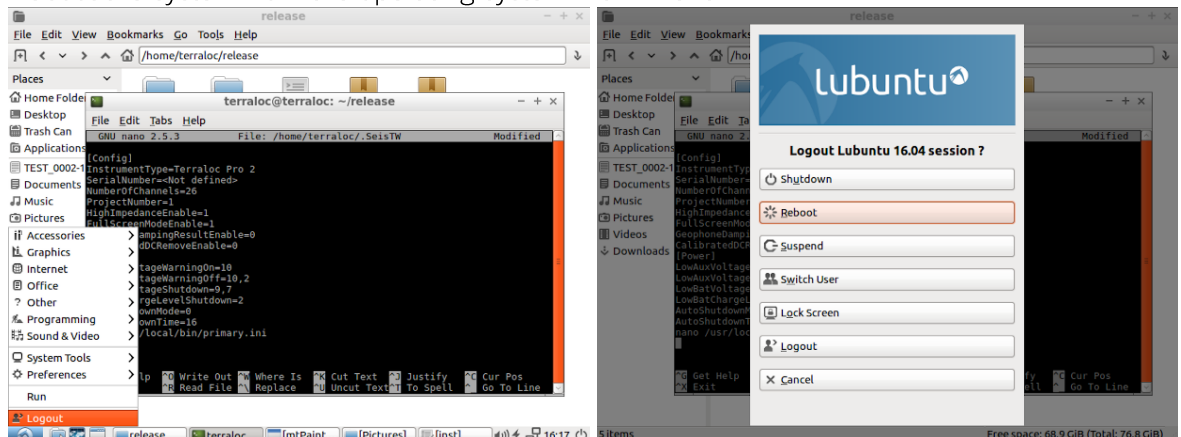 release
File Edit View Bookmarks Go Tools Help
/home/terraloc/release
Places
Home Folde
Desktop
Trash Can
Applications
TEST_0002-1
Documents
Music
Pictures
terraloc@terraloc: ~/release
File Edit Tabs Help
GNU nano 2.5.3 File: /home/terraloc/.SeisTW Modified
[Config]
InstrumentType=Terraloc Pro 2
SerialNumber=<Not defined>
NumberOfChannels=26
ProjectNumber=1
HighImpedanceEnable=1
FullScreenModeEnable=1
ampingResultEnable=0
dDCRemoveEnable=0
tageWarningOn=10
tageWarningOff=10,2
tageShutdown=9,7
rgeLevelShutdown=2
ownMode=0
ownTime=16
/local/bin/primary.ini
lp ^O Write Out ^W Where Is ^K Cut Text ^J Justify ^C Cur Pos
^R Read File ^\ Replace ^U Uncut Text ^T To Spell ^_ Go To Line
Accessories
Graphics
Internet
Office
Other
Programming
Sound & Video
System Tools
Preferences
Run
Logout
release terraloc [mtPaint [Pictures] [inst] 16:17
release
File Edit View Bookmarks
/hor
Places
Home Folde
Desktop
Trash Can
Applications
TEST_0002-1
Documents
Music
Pictures
Videos
Downloads
File Edit Ta
GNU nano 2. Modified
[Config]
InstrumentTyp
SerialNumber=
NumberOfChann
ProjectNumber
HighImpedance
FullScreenMod
GeophoneDampi
CalibratedDCR
[Power]
LowAuxVoltage
LowAuxVoltage
LowBatVoltage
LowBatChargeL
AutoShutdownM
AutoShutdownT
nano /usr/loc
^G Get Help fy ^C Cur Pos
^X Exit ell ^_ Go To Line
lubuntu
Logout Lubuntu 16.04 session ?
Shutdown
Reboot
Suspend
Switch User
Lock Screen
Logout
Cancel
5 items Free space: 68,9 GiB (Total: 76,8 GiB)